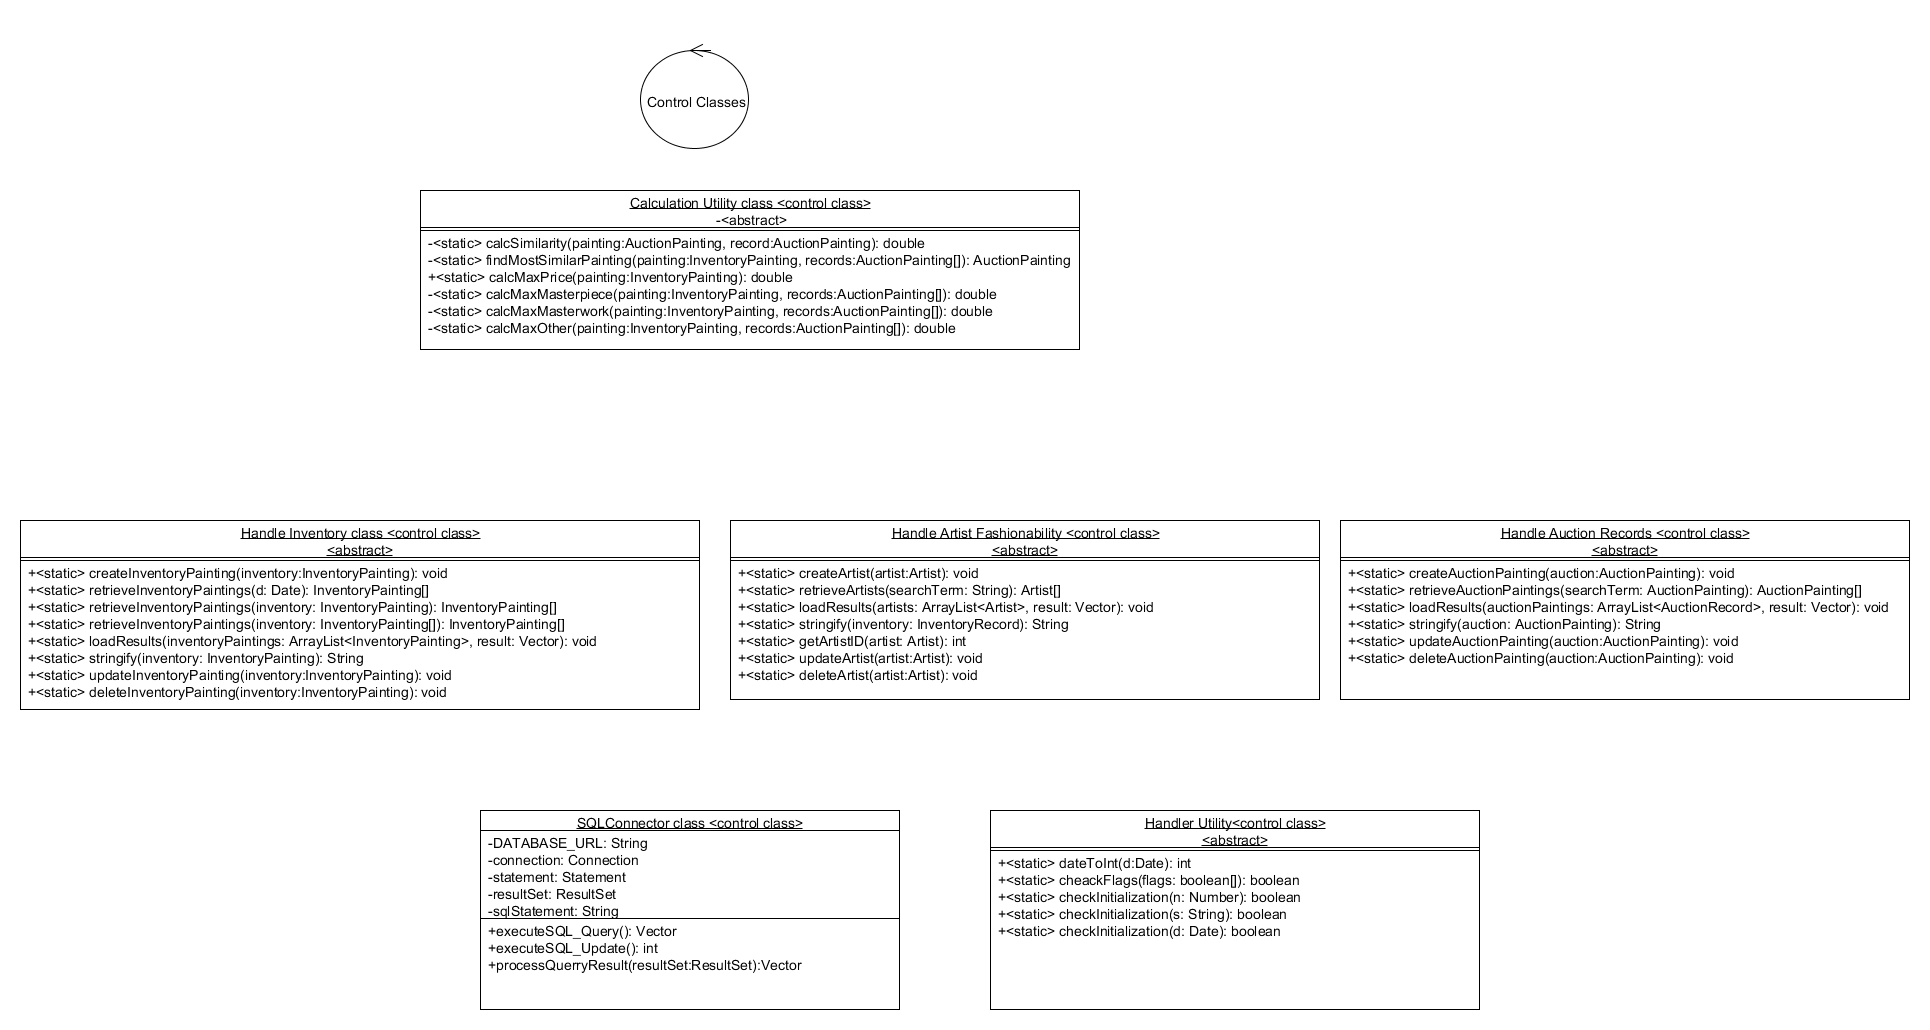 Control Classes
Calculation Utility class <control class>
-<abstract>
-<static> calcSimilarity(painting:AuctionPainting, record:AuctionPainting): double
-<static> findMostSimilarPainting(painting:InventoryPainting, records:AuctionPainting[]): AuctionPainting
+<static> calcMaxPrice(painting:InventoryPainting): double
-<static> calcMaxMasterpiece(painting:InventoryPainting, records:AuctionPainting[]): double
-<static> calcMaxMasterwork(painting:InventoryPainting, records:AuctionPainting[]): double
-<static> calcMaxOther(painting:InventoryPainting, records:AuctionPainting[]): double
Handle Inventory class <control class>
<abstract>
+<static> createInventoryPainting(inventory:InventoryPainting): void
+<static> retrieveInventoryPaintings(d: Date): InventoryPainting[]
+<static> retrieveInventoryPaintings(inventory: InventoryPainting): InventoryPainting[]
+<static> retrieveInventoryPaintings(inventory: InventoryPainting[]): InventoryPainting[]
+<static> loadResults(inventoryPaintings: ArrayList<InventoryPainting>, result: Vector): void
+<static> stringify(inventory: InventoryPainting): String
+<static> updateInventoryPainting(inventory:InventoryPainting): void
+<static> deleteInventoryPainting(inventory:InventoryPainting): void
Handle Artist Fashionability <control class>
<abstract>
+<static> createArtist(artist:Artist): void
+<static> retrieveArtists(searchTerm: String): Artist[]
+<static> loadResults(artists: ArrayList<Artist>, result: Vector): void
+<static> stringify(inventory: InventoryRecord): String
+<static> getArtistID(artist: Artist): int
+<static> updateArtist(artist:Artist): void
+<static> deleteArtist(artist:Artist): void
Handle Auction Records <control class>
<abstract>
+<static> createAuctionPainting(auction:AuctionPainting): void
+<static> retrieveAuctionPaintings(searchTerm: AuctionPainting): AuctionPainting[]
+<static> loadResults(auctionPaintings: ArrayList<AuctionRecord>, result: Vector): void
+<static> stringify(auction: AuctionPainting): String
+<static> updateAuctionPainting(auction:AuctionPainting): void
+<static> deleteAuctionPainting(auction:AuctionPainting): void
SQLConnector class <control class>
-DATABASE_URL: String
-connection: Connection
-statement: Statement
-resultSet: ResultSet
-sqlStatement: String
+executeSQL_Query(): Vector
+executeSQL_Update(): int
+processQuerryResult(resultSet:ResultSet):Vector
Handler Utility<control class>
<abstract>
+<static> dateToInt(d:Date): int
+<static> cheackFlags(flags: boolean[]): boolean
+<static> checkInitialization(n: Number): boolean
+<static> checkInitialization(s: String): boolean
+<static> checkInitialization(d: Date): boolean